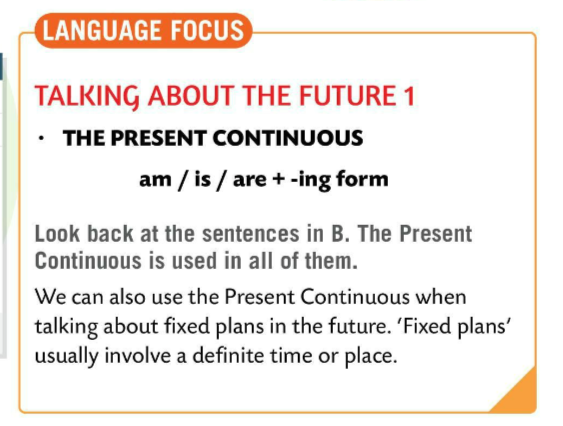 LANGUAGE FOCUS
TALKING ABOUT THE FUTURE 1
· THE PRESENT CONTINUOUS
am / is / are + -ing form
Look back at the sentences in B. The Present
Continuous is used in all of them.
We can also use the Present Continuous when
talking about fixed plans in the future. ‘Fixed plans’
usually involve a definite time or place.